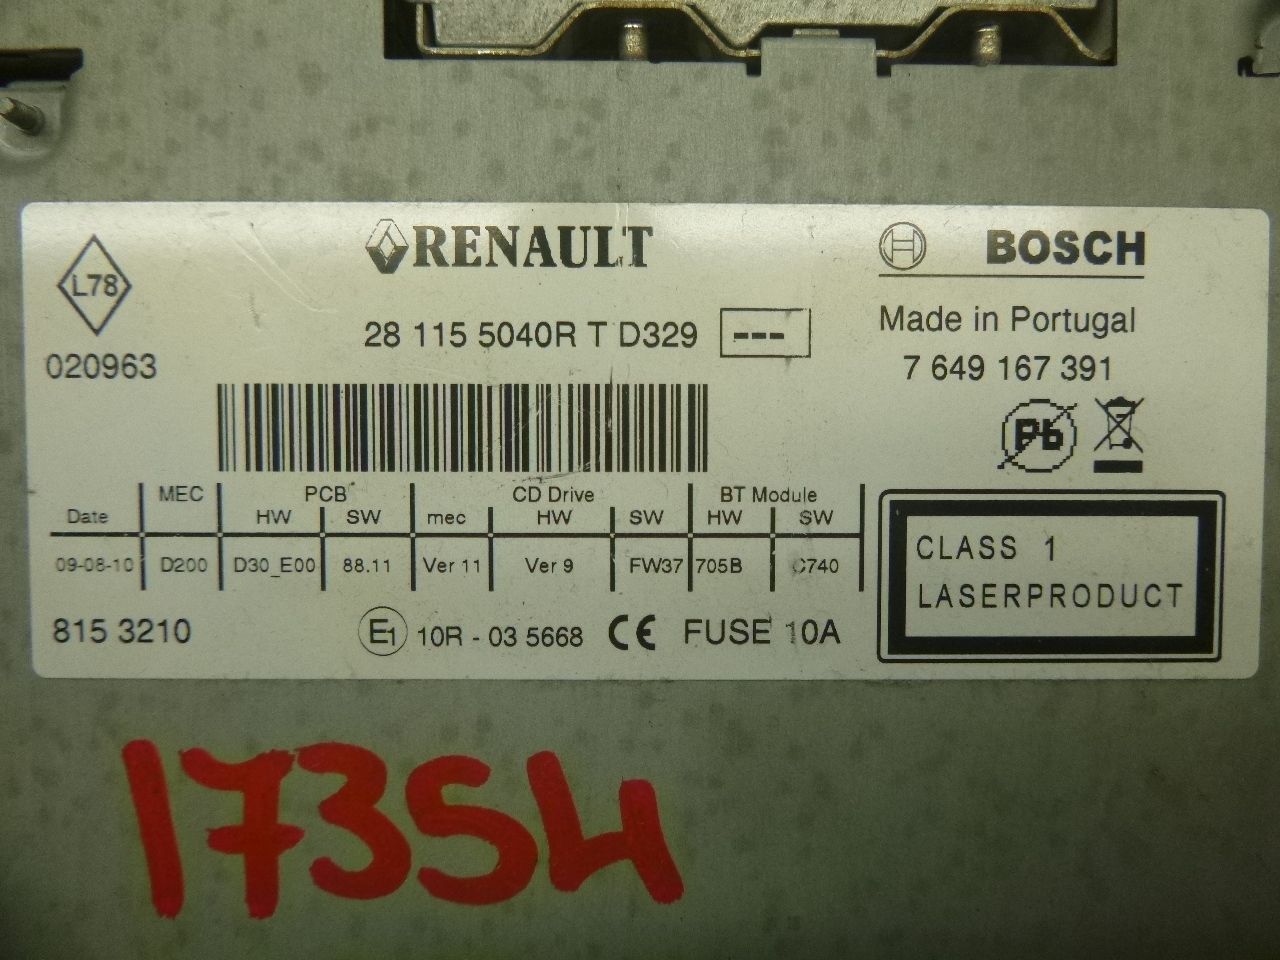 L78
020963
RENAULT
28 115 5040R T D329 ---
BOSCH
Made in Portugal
7 649 167 391
Pb
MEC PCB CD Drive BT Module
Date HW SW mec HW SW HW SW
09-08-10 D200 D30_E00 88.11 Ver 11 Ver 9 FW37 705B C740
815 3210
E1 10R - 03 5668 CE FUSE 10A
CLASS 1
LASERPRODUCT
17354